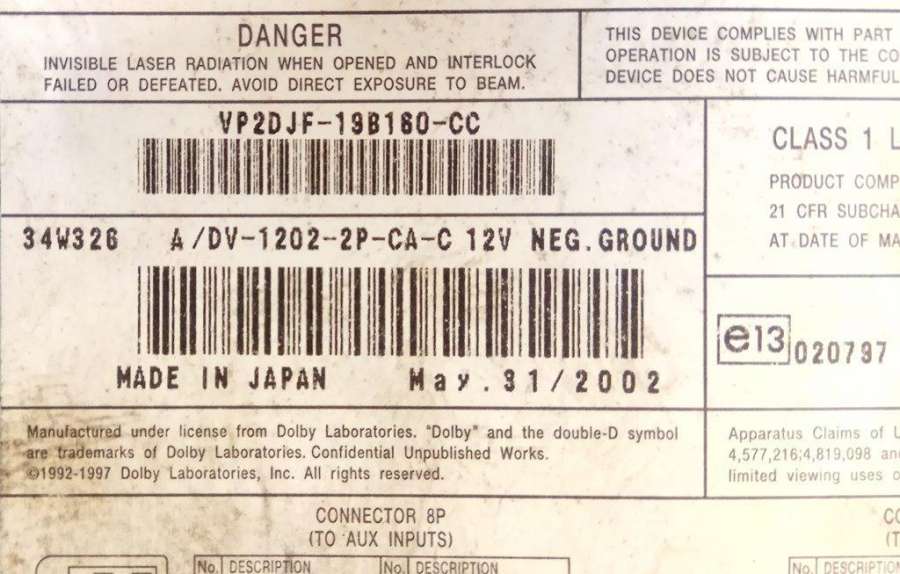 DANGER
INVISIBLE LASER RADIATION WHEN OPENED AND INTERLOCK
FAILED OR DEFEATED. AVOID DIRECT EXPOSURE TO BEAM.
THIS DEVICE COMPLIES WITH PART
OPERATION IS SUBJECT TO THE CO
DEVICE DOES NOT CAUSE HARMFUL
VP2DJF-19B160-CC
CLASS 1 L
PRODUCT COMP
21 CFR SUBCHA
AT DATE OF MA
34W326 A/DV-1202-2P-CA-C 12V NEG.GROUND
MADE IN JAPAN May.31/2002
e13 020797
Manufactured under license from Dolby Laboratories. "Dolby" and the double-D symbol
are trademarks of Dolby Laboratories. Confidential Unpublished Works.
©1992-1997 Dolby Laboratories, Inc. All rights reserved.
Apparatus Claims of U
4,577,216;4,819,098 and
limited viewing uses o
CONNECTOR 8P
(TO AUX INPUTS)
No. DESCRIPTION No. DESCRIPTION
CO
(T
No. DESCRIPTION